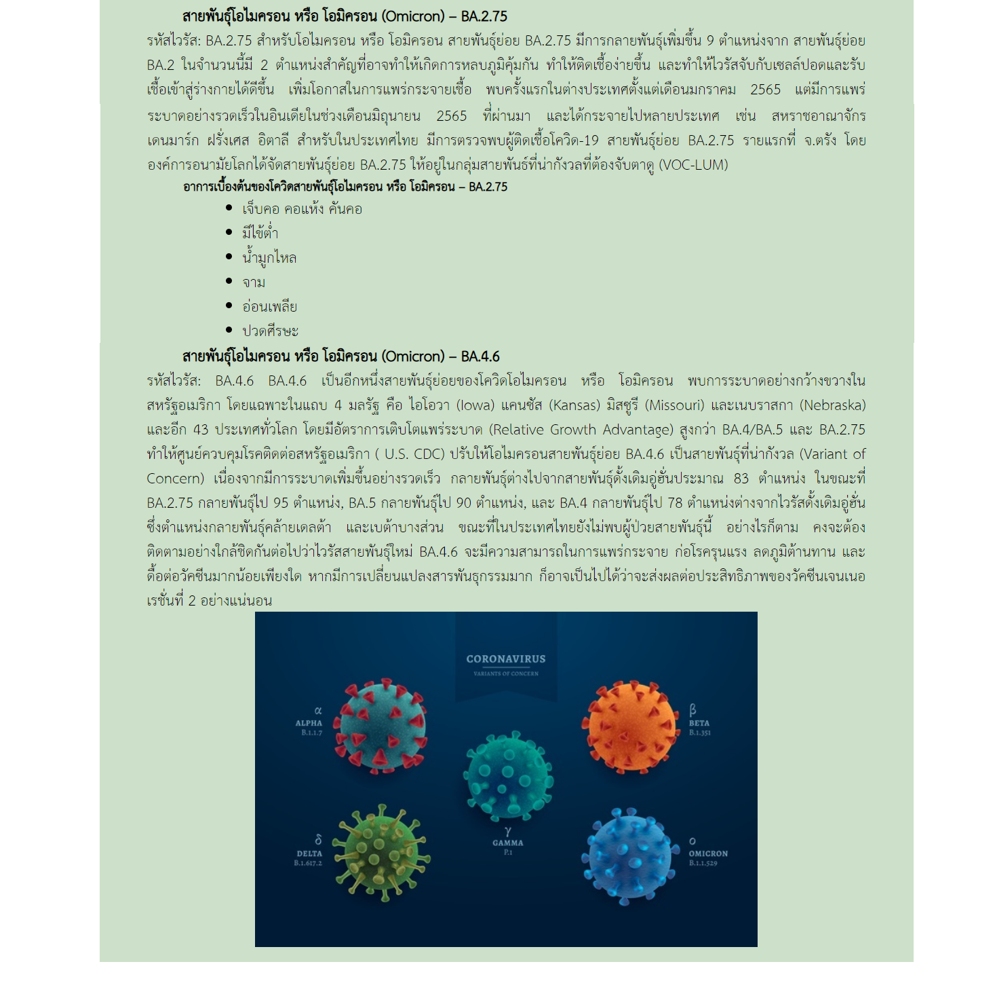 สายพันธุ์โอไมครอน หรือ โอมิครอน (Omicron) – BA.2.75
รหัสไวรัส: BA.2.75 สำหรับโอไมครอน หรือ โอมิครอน สายพันธุ์ย่อย BA.2.75 มีการกลายพันธุ์เพิ่มขึ้น 9 ตำแหน่งจาก สายพันธุ์ย่อย
BA.2 ในจำนวนนี้มี 2 ตำแหน่งสำคัญที่อาจทำให้เกิดการหลบภูมิคุ้มกัน ทำให้ติดเชื้อง่ายขึ้น และทำให้ไวรัสจับกับเซลล์ปอดและรับ
เชื้อเข้าสู่ร่างกายได้ดีขึ้น เพิ่มโอกาสในการแพร่กระจายเชื้อ พบครั้งแรกในต่างประเทศตั้งแต่เดือนมกราคม 2565 แต่มีการแพร่
ระบาดอย่างรวดเร็วในอินเดียในช่วงเดือนมิถุนายน 2565 ที่ผ่านมา และได้กระจายไปหลายประเทศ เช่น สหราชอาณาจักร
เดนมาร์ก ฝรั่งเศส อิตาลี สำหรับในประเทศไทย มีการตรวจพบผู้ติดเชื้อโควิด-19 สายพันธุ์ย่อย BA.2.75 รายแรกที่ จ.ตรัง โดย
องค์การอนามัยโลกได้จัดสายพันธุ์ย่อย BA.2.75 ให้อยู่ในกลุ่มสายพันธ์ที่น่ากังวลที่ต้องจับตาดู (VOC-LUM)
อาการเบื้องต้นของโควิดสายพันธุ์โอไมครอน หรือ โอมิครอน – BA.2.75
• เจ็บคอ คอแห้ง คันคอ
• มีไข้ต่ำ
• น้ำมูกไหล
• จาม
• อ่อนเพลีย
• ปวดศีรษะ
สายพันธุ์โอไมครอน หรือ โอมิครอน (Omicron) – BA.4.6
รหัสไวรัส: BA.4.6 BA.4.6 เป็นอีกหนึ่งสายพันธุ์ย่อยของโควิดโอไมครอน หรือ โอมิครอน พบการระบาดอย่างกว้างขวางใน
สหรัฐอเมริกา โดยเฉพาะในแถบ 4 มลรัฐ คือ ไอโอวา (Iowa) แคนซัส (Kansas) มิสซูรี (Missouri) และเนบราสกา (Nebraska)
และอีก 43 ประเทศทั่วโลก โดยมีอัตราการเติบโตแพร่ระบาด (Relative Growth Advantage) สูงกว่า BA.4/BA.5 และ BA.2.75
ทำให้ศูนย์ควบคุมโรคติดต่อสหรัฐอเมริกา ( U.S. CDC) ปรับให้โอไมครอนสายพันธุ์ย่อย BA.4.6 เป็นสายพันธุ์ที่น่ากังวล (Variant of
Concern) เนื่องจากมีการระบาดเพิ่มขึ้นอย่างรวดเร็ว กลายพันธุ์ต่างไปจากสายพันธุ์ดั้งเดิมอู่ฮั่นประมาณ 83 ตำแหน่ง ในขณะที่
BA.2.75 กลายพันธุ์ไป 95 ตำแหน่ง, BA.5 กลายพันธุ์ไป 90 ตำแหน่ง, และ BA.4 กลายพันธุ์ไป 78 ตำแหน่งต่างจากไวรัสดั้งเดิมอู่ฮั่น
ซึ่งตำแหน่งกลายพันธุ์คล้ายเดลต้า และเบต้าบางส่วน ขณะที่ในประเทศไทยยังไม่พบผู้ป่วยสายพันธุ์นี้ อย่างไรก็ตาม คงจะต้อง
ติดตามอย่างใกล้ชิดกันต่อไปว่าไวรัสสายพันธุ์ใหม่ BA.4.6 จะมีความสามารถในการแพร่กระจาย ก่อโรครุนแรง ลดภูมิต้านทาน และ
ดื้อต่อวัคซีนมากน้อยเพียงใด หากมีการเปลี่ยนแปลงสารพันธุกรรมมาก ก็อาจเป็นไปได้ว่าจะส่งผลต่อประสิทธิภาพของวัคซีนเจนเนอ
เรชั่นที่ 2 อย่างแน่นอน
CORONAVIRUS
VARIANTS OF CONCERN
α
ALPHA
B.1.1.7
β
BETA
B.1.351
γ
GAMMA
P.1
δ
DELTA
B.1.617.2
ο
OMICRON
B.1.1.529